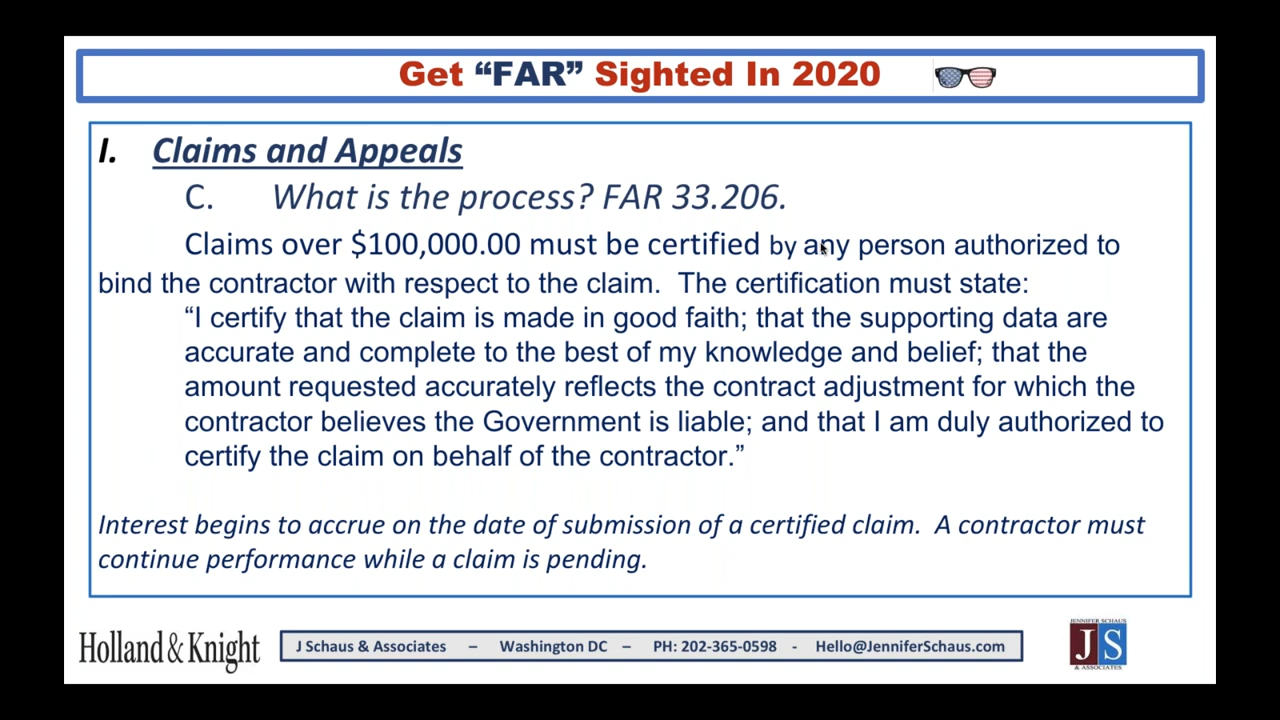 Get “FAR” Sighted In 2020
I. Claims and Appeals
C. What is the process? FAR 33.206.
Claims over $100,000.00 must be certified by any person authorized to
bind the contractor with respect to the claim. The certification must state:
“I certify that the claim is made in good faith; that the supporting data are
accurate and complete to the best of my knowledge and belief; that the
amount requested accurately reflects the contract adjustment for which the
contractor believes the Government is liable; and that I am duly authorized to
certify the claim on behalf of the contractor.”
Interest begins to accrue on the date of submission of a certified claim. A contractor must
continue performance while a claim is pending.
Holland & Knight
J Schaus & Associates – Washington DC – PH: 202-365-0598 - Hello@JenniferSchaus.com
JENNIFER SCHAUS
JS
& ASSOCIATES